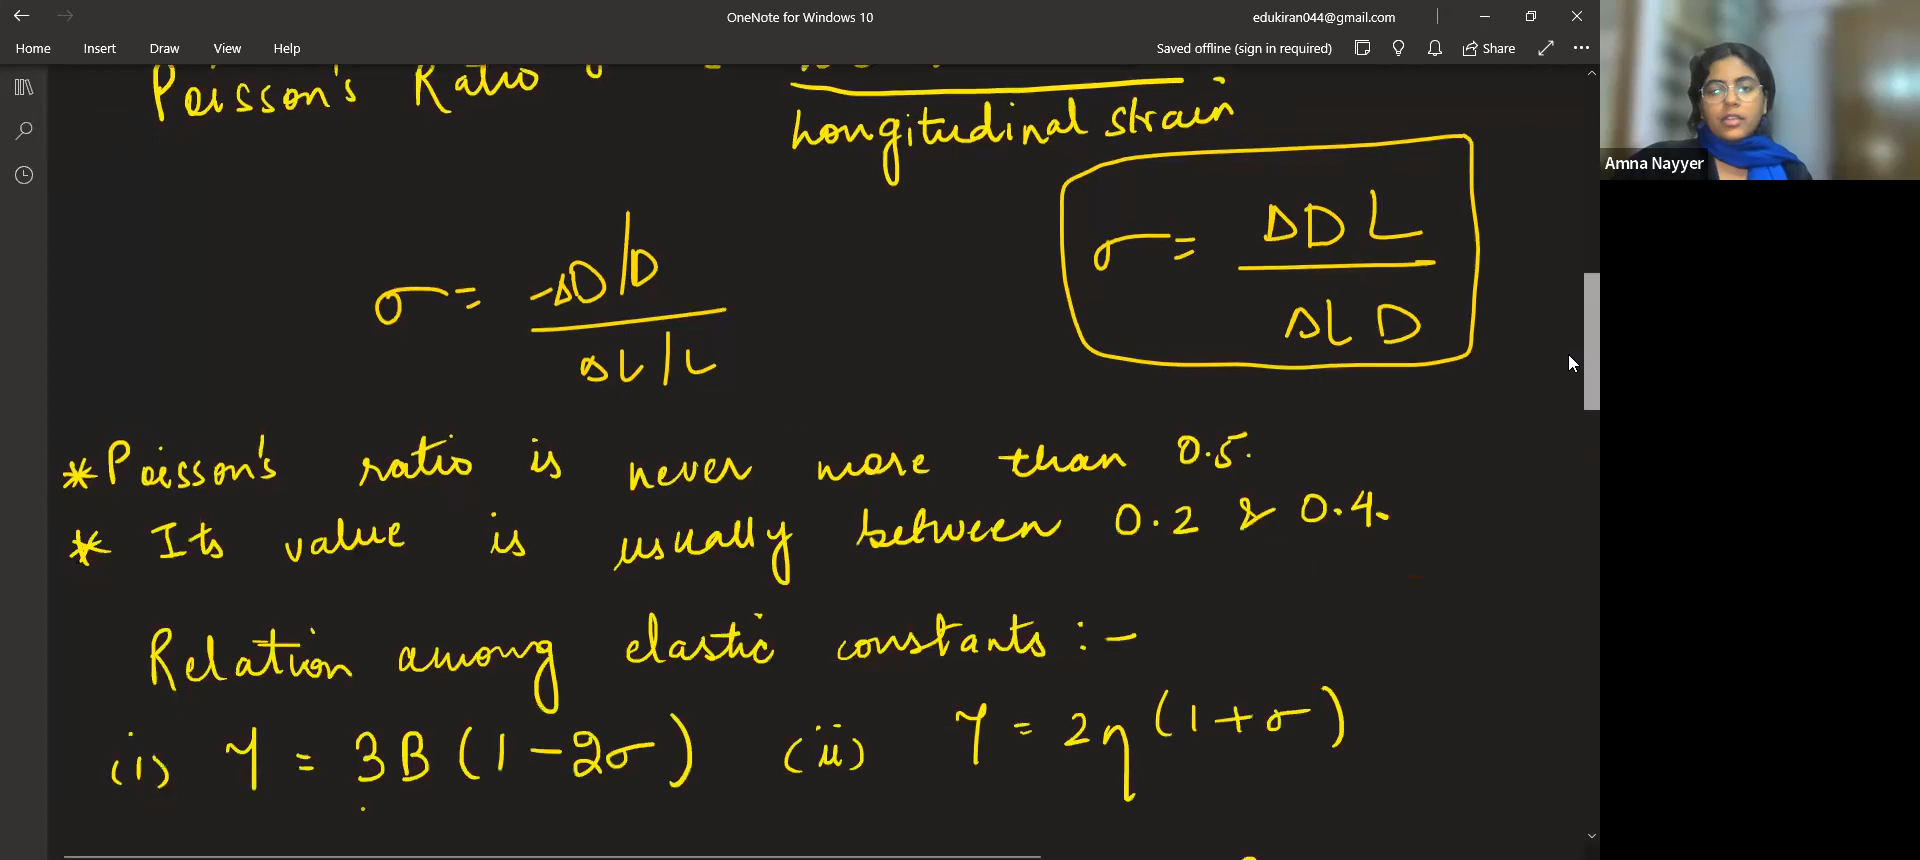 OneNote for Windows 10
edukiran044@gmail.com
Home Insert Draw View Help
Saved offline (sign in required) Share
Amna Nayyer
Poisson's Ratio
Longitudinal strain
σ = -ΔD/D
ΔL/L
σ = ΔD L
ΔL D
* Poisson's ratio is never more than 0.5.
* Its value is usually between 0.2 & 0.4.
Relation among elastic constants :-
(i) Y = 3B (1 - 2σ) (ii) Y = 2η (1 + σ)